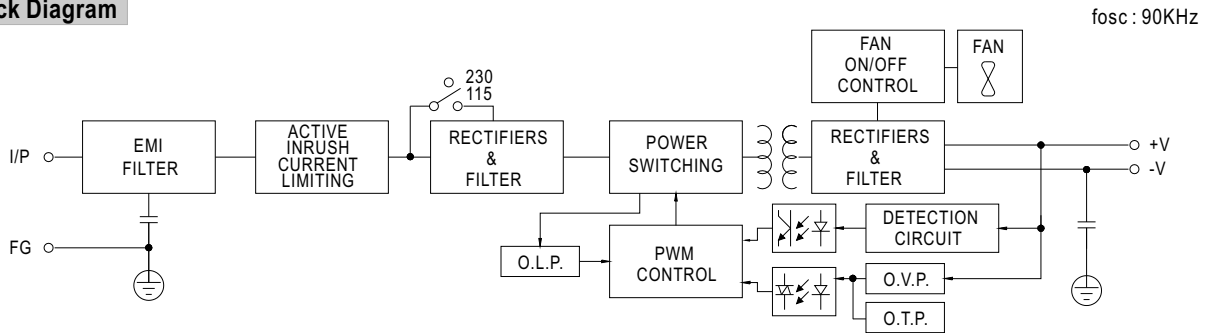 ck Diagram
fosc : 90KHz
FAN
ON/OFF
CONTROL
FAN
230
115
I/P
EMI
FILTER
ACTIVE
INRUSH
CURRENT
LIMITING
RECTIFIERS
&
FILTER
POWER
SWITCHING
RECTIFIERS
&
FILTER
+V
-V
FG
O.L.P.
PWM
CONTROL
DETECTION
CIRCUIT
O.V.P.
O.T.P.